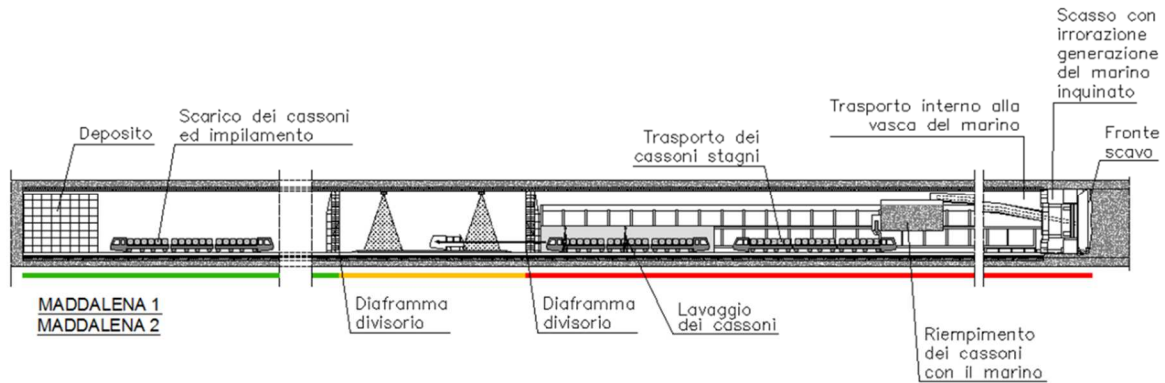 Scasso con
irrorazione
generazione
del marino
inquinato
Trasporto interno alla
vasca del marino
Fronte
scavo
Scarico dei cassoni
ed impilamento
Deposito
Trasporto dei
cassoni stagni
MADDALENA 1
MADDALENA 2
Diaframma
divisorio
Diaframma
divisorio
Lavaggio
dei cassoni
Riempimento
dei cassoni
con il marino